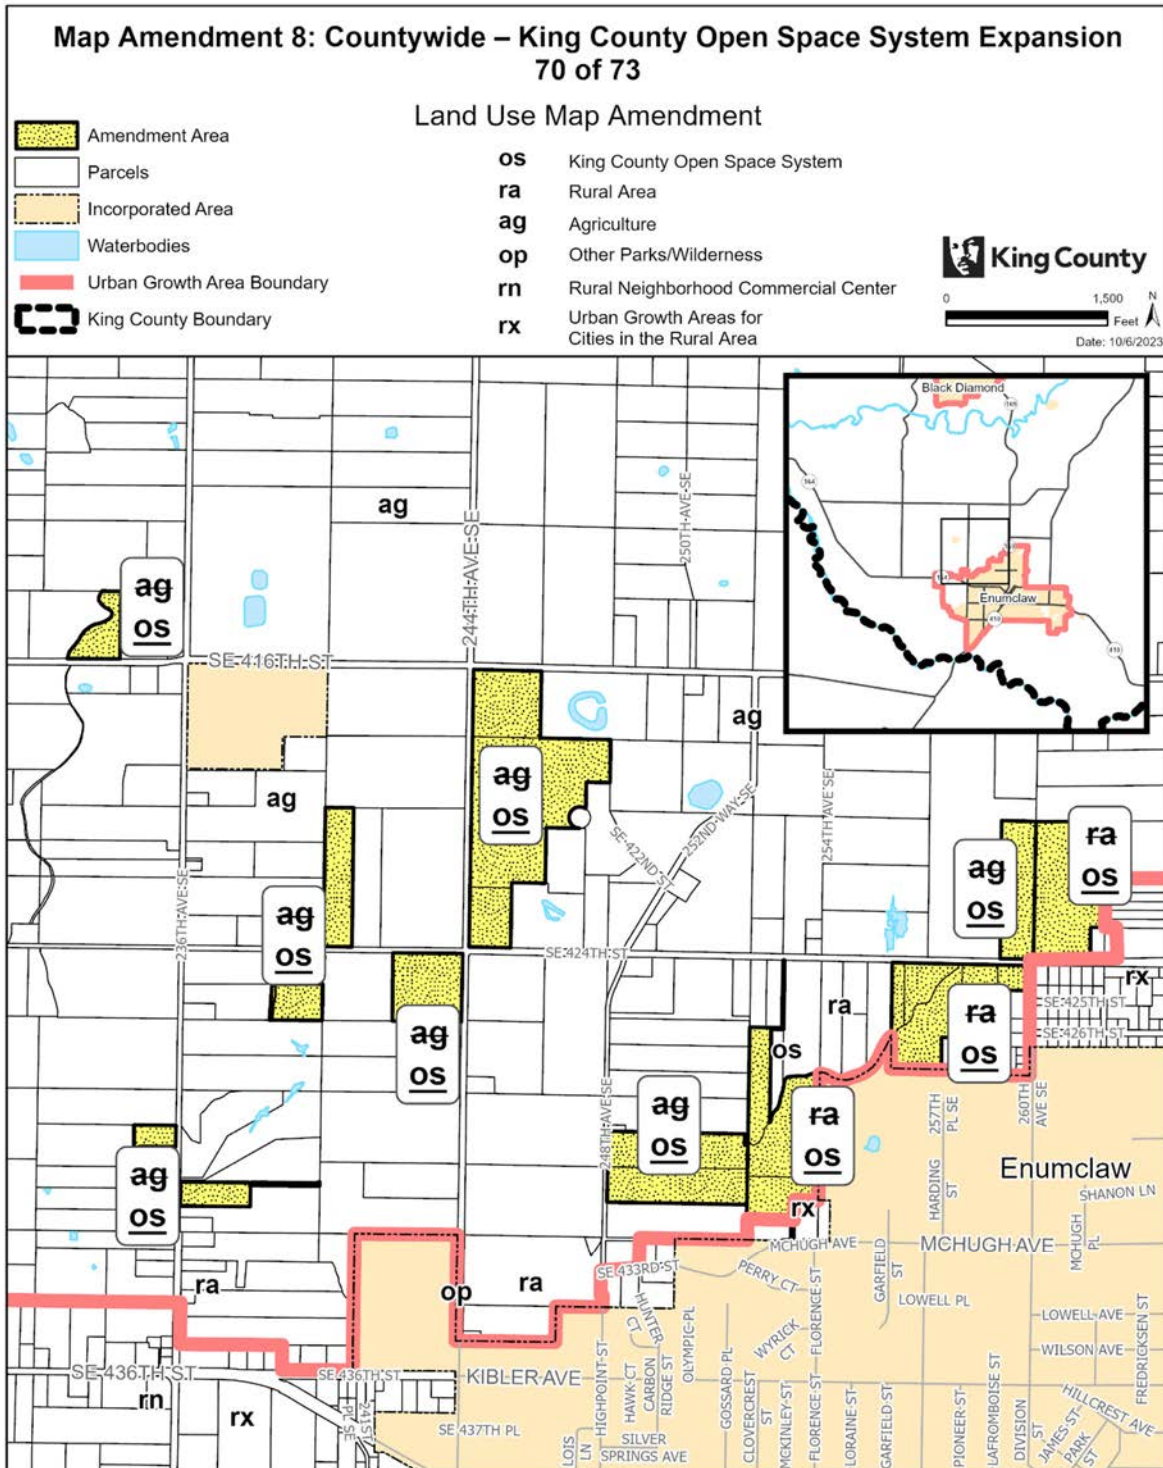 Map Amendment 8: Countywide – King County Open Space System Expansion
70 of 73
Land Use Map Amendment
Amendment Area
Parcels
Incorporated Area
Waterbodies
Urban Growth Area Boundary
King County Boundary
os King County Open Space System
ra Rural Area
ag Agriculture
op Other Parks/Wilderness
rn Rural Neighborhood Commercial Center
rx Urban Growth Areas for
Cities in the Rural Area
King County
0 1,500
Feet
N
Date: 10/6/2023
Black Diamond
169
164
164
Enumclaw
410
410
ag
250TH AVE SE
244TH AVE SE
ag
os
SE 416TH ST
ag
ag
os
ag
252ND WAY SE
SE 422ND ST
254TH AVE SE
ra
os
ag
os
236TH AVE SE
ag
os
SE 424TH ST
rx
SE 425TH ST
SE 426TH ST
ra
ra
os
os
ag
os
248TH AVE SE
ag
os
ra
os
257TH
PL SE
260TH
AVE SE
Enumclaw
SHANON LN
HARDING
ST
ag
os
rx
MCHUGH AVE
MCHUGH AVE
MCHUGH
PL
GARFIELD
ST
SE 433RD ST
PERRY CT
FLORENCE ST
ra
op
ra
LOWELL PL
LOWELL AVE
WILSON AVE
FREDRICKSEN ST
HUNTER
CT
OLYMPIC PL
WYRICK
CT
SE 436TH ST
SE 436TH ST
KIBLER AVE
HIGHPOINT ST
HAWK CT
CARBON
RIDGE ST
GOSSARD PL
CLOVERCREST
ST
MCKINLEY ST
FLORENCE ST
LORAINE ST
GARFIELD ST
PIONEER ST
LAFROMBOISE ST
DIVISION
ST
HILLCREST AVE
JAMES ST
PARK
ST
rn
rx
241ST
PL SE
SE 437TH PL
LOIS
LN
SILVER
SPRINGS AVE